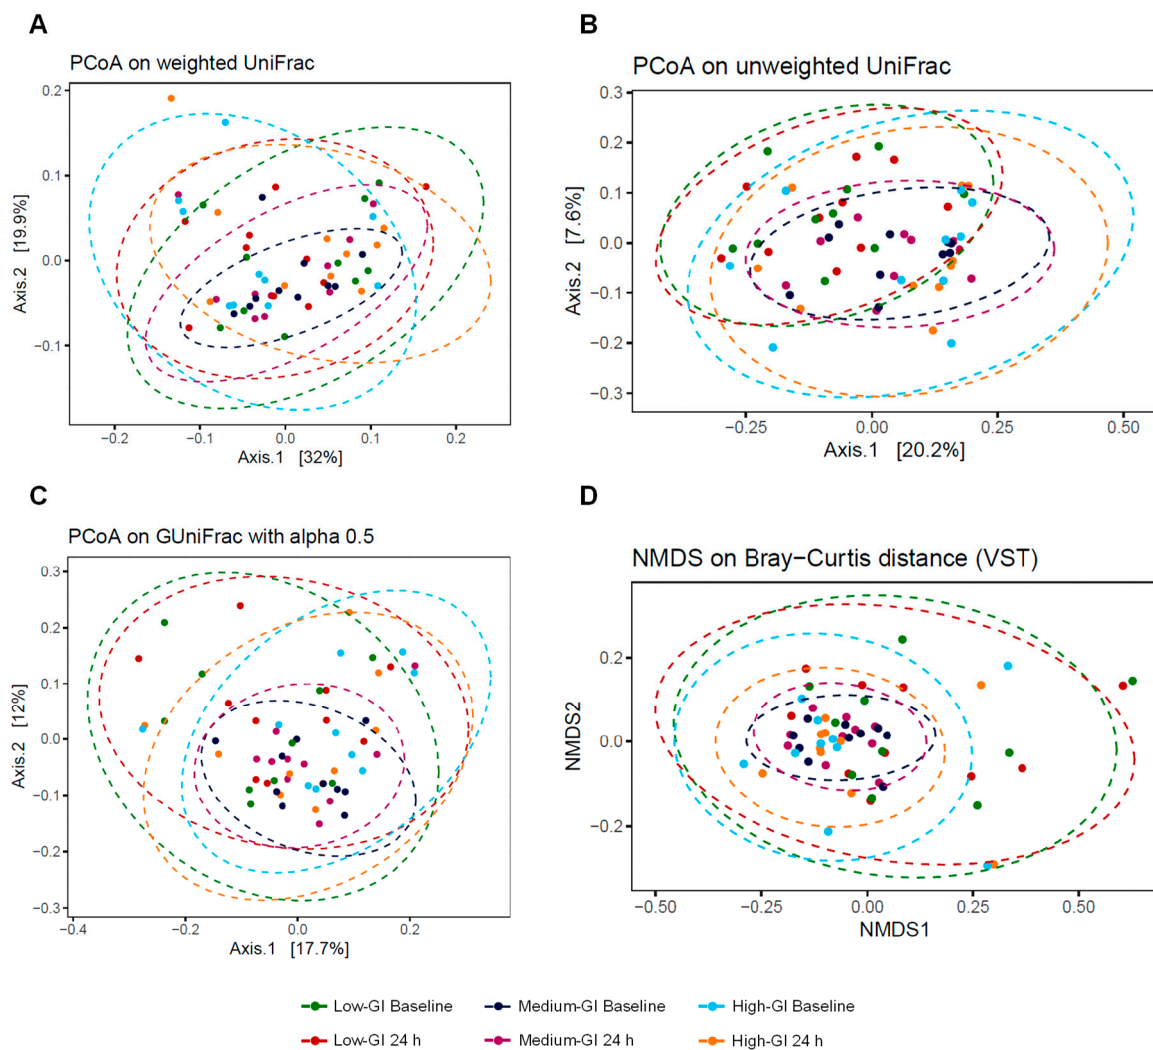 A
PCoA on weighted UniFrac
0.2
0.1
0.0
−0.1
Axis.2 [19.9%]
−0.2
−0.1
0.0
0.1
0.2
Axis.1 [32%]
B
PCoA on unweighted UniFrac
0.3
0.2
0.1
0.0
−0.1
−0.2
−0.3
Axis.2 [7.6%]
−0.25
0.00
0.25
0.50
Axis.1 [20.2%]
C
PCoA on GUniFrac with alpha 0.5
0.3
0.2
0.1
0.0
−0.1
−0.2
−0.3
Axis.2 [12%]
−0.4
−0.2
0.0
0.2
Axis.1 [17.7%]
D
NMDS on Bray−Curtis distance (VST)
0.2
0.0
−0.2
NMDS2
−0.50
−0.25
0.00
0.25
0.50
NMDS1
Low-GI Baseline
Medium-GI Baseline
High-GI Baseline
Low-GI 24 h
Medium-GI 24 h
High-GI 24 h